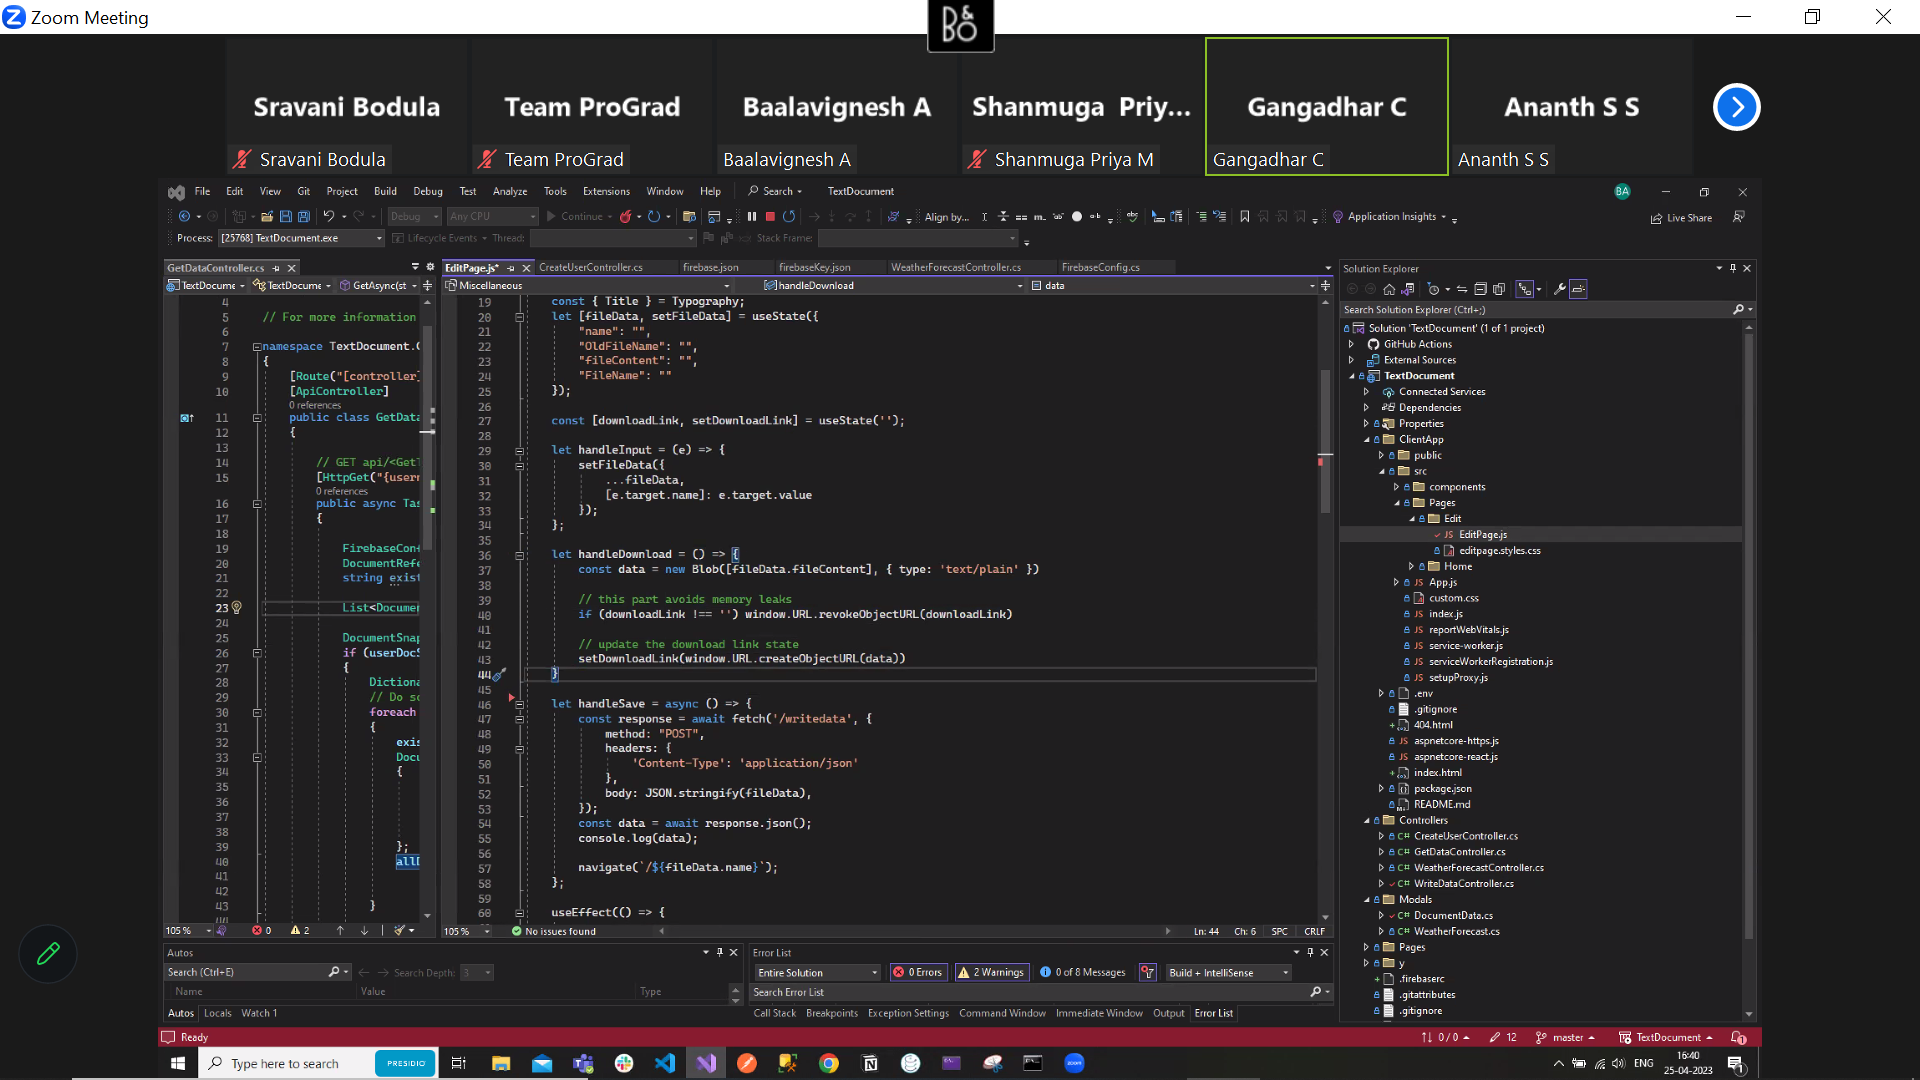 Zoom Meeting
B&O
Sravani Bodula
Team ProGrad
Baalavignesh A
Shanmuga Priy...
Gangadhar C
Ananth S S
Sravani Bodula
Team ProGrad
Baalavignesh A
Shanmuga Priya M
Gangadhar C
Ananth S S
File Edit View Git Project Build Debug Test Analyze Tools Extensions Window Help Search TextDocument BA
Debug Any CPU Continue Align by... Application Insights Live Share
Process: [25768] TextDocument.exe Lifecycle Events Thread: Stack Frame:
GetDataController.cs
TextDocume TextDocume GetAsync(st
4
5 // For more information
6
7 namespace TextDocument.C
8 {
9 [Route("[controller]
10 [ApiController]
0 references
11 public class GetData
12 {
13
14 // GET api/<GetT
15 [HttpGet("{usern
0 references
16 public async Tas
17 {
18
19 FirebaseConf
20 DocumentRefe
21 string exist
22
23 List<Documen
24
25 DocumentSnap
26 if (userDocS
27 {
28 Dictiona
29 // Do so
30 foreach
31 {
32 exis
33 Docu
34 {
35
36
37
38
39 };
40 allD
41
42
43 }
44
105 % 0 2
EditPage.js* CreateUserController.cs firebase.json firebaseKey.json WeatherForecastController.cs FirebaseConfig.cs
Miscellaneous handleDownload data
19 const { Title } = Typography;
20 let [fileData, setFileData] = useState({
21 "name": "",
22 "OldFileName": "",
23 "fileContent": "",
24 "FileName": ""
25 });
26
27 const [downloadLink, setDownloadLink] = useState('');
28
29 let handleInput = (e) => {
30 setFileData({
31 ...fileData,
32 [e.target.name]: e.target.value
33 });
34 };
35
36 let handleDownload = () => {
37 const data = new Blob([fileData.fileContent], { type: 'text/plain' })
38
39 // this part avoids memory leaks
40 if (downloadLink !== '') window.URL.revokeObjectURL(downloadLink)
41
42 // update the download link state
43 setDownloadLink(window.URL.createObjectURL(data))
44 }
45
46 let handleSave = async () => {
47 const response = await fetch('/writedata', {
48 method: "POST",
49 headers: {
50 'Content-Type': 'application/json'
51 },
52 body: JSON.stringify(fileData),
53 });
54 const data = await response.json();
55 console.log(data);
56
57 navigate(`/${fileData.name}`);
58 };
59
60 useEffect(() => {
105 % No issues found Ln: 44 Ch: 6 SPC CRLF
Solution Explorer
Search Solution Explorer (Ctrl+;)
Solution 'TextDocument' (1 of 1 project)
GitHub Actions
External Sources
TextDocument
Connected Services
Dependencies
Properties
ClientApp
public
src
components
Pages
Edit
JS EditPage.js
editpage.styles.css
Home
JS App.js
custom.css
JS index.js
JS reportWebVitals.js
JS service-worker.js
JS serviceWorkerRegistration.js
JS setupProxy.js
.env
.gitignore
404.html
JS aspnetcore-https.js
JS aspnetcore-react.js
index.html
package.json
README.md
Controllers
C# CreateUserController.cs
C# GetDataController.cs
C# WeatherForecastController.cs
C# WriteDataController.cs
Modals
C# DocumentData.cs
C# WeatherForecast.cs
Pages
y
.firebaserc
.gitattributes
.gitignore
Autos
Search (Ctrl+E) Search Depth: 3
Name Value Type
Autos Locals Watch 1
Error List
Entire Solution 0 Errors 2 Warnings 0 of 8 Messages Build + IntelliSense
Search Error List
Call Stack Breakpoints Exception Settings Command Window Immediate Window Output Error List
Ready 0 / 0 12 master TextDocument 1
Type here to search PRESIDIO zoom ENG 16:40
25-04-2023 1